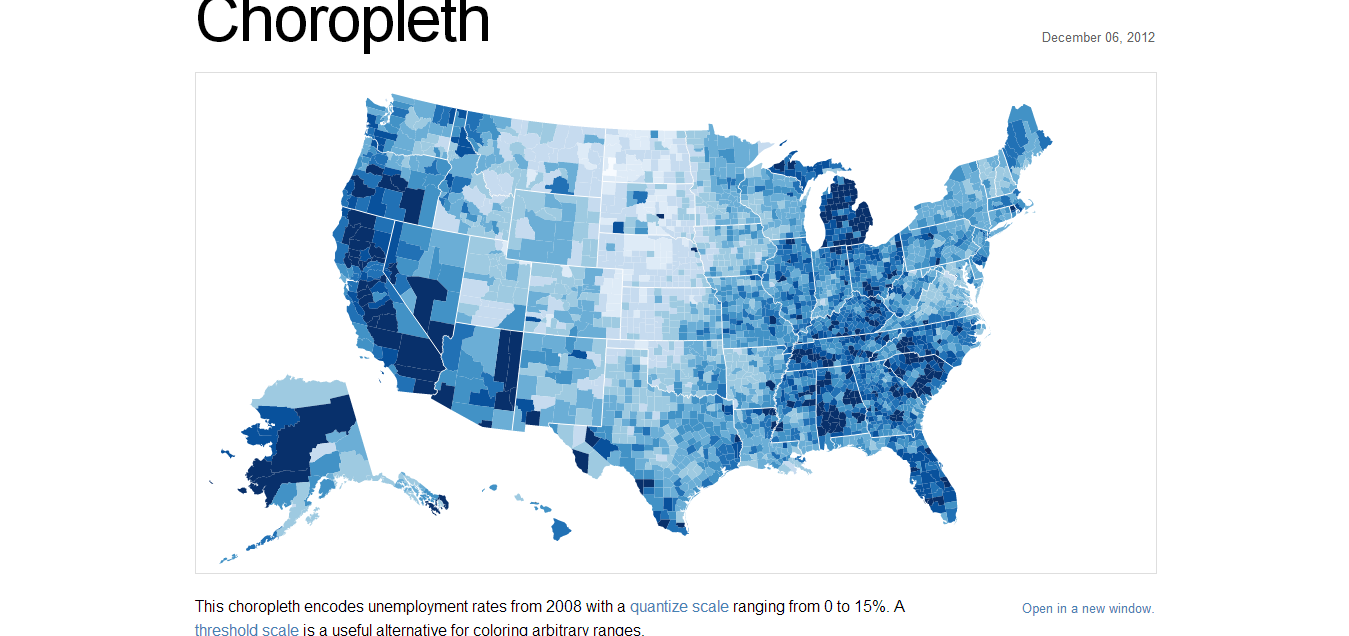 Choropleth
December 06, 2012
This choropleth encodes unemployment rates from 2008 with a quantize scale ranging from 0 to 15%. A
threshold scale is a useful alternative for coloring arbitrary ranges.
Open in a new window.